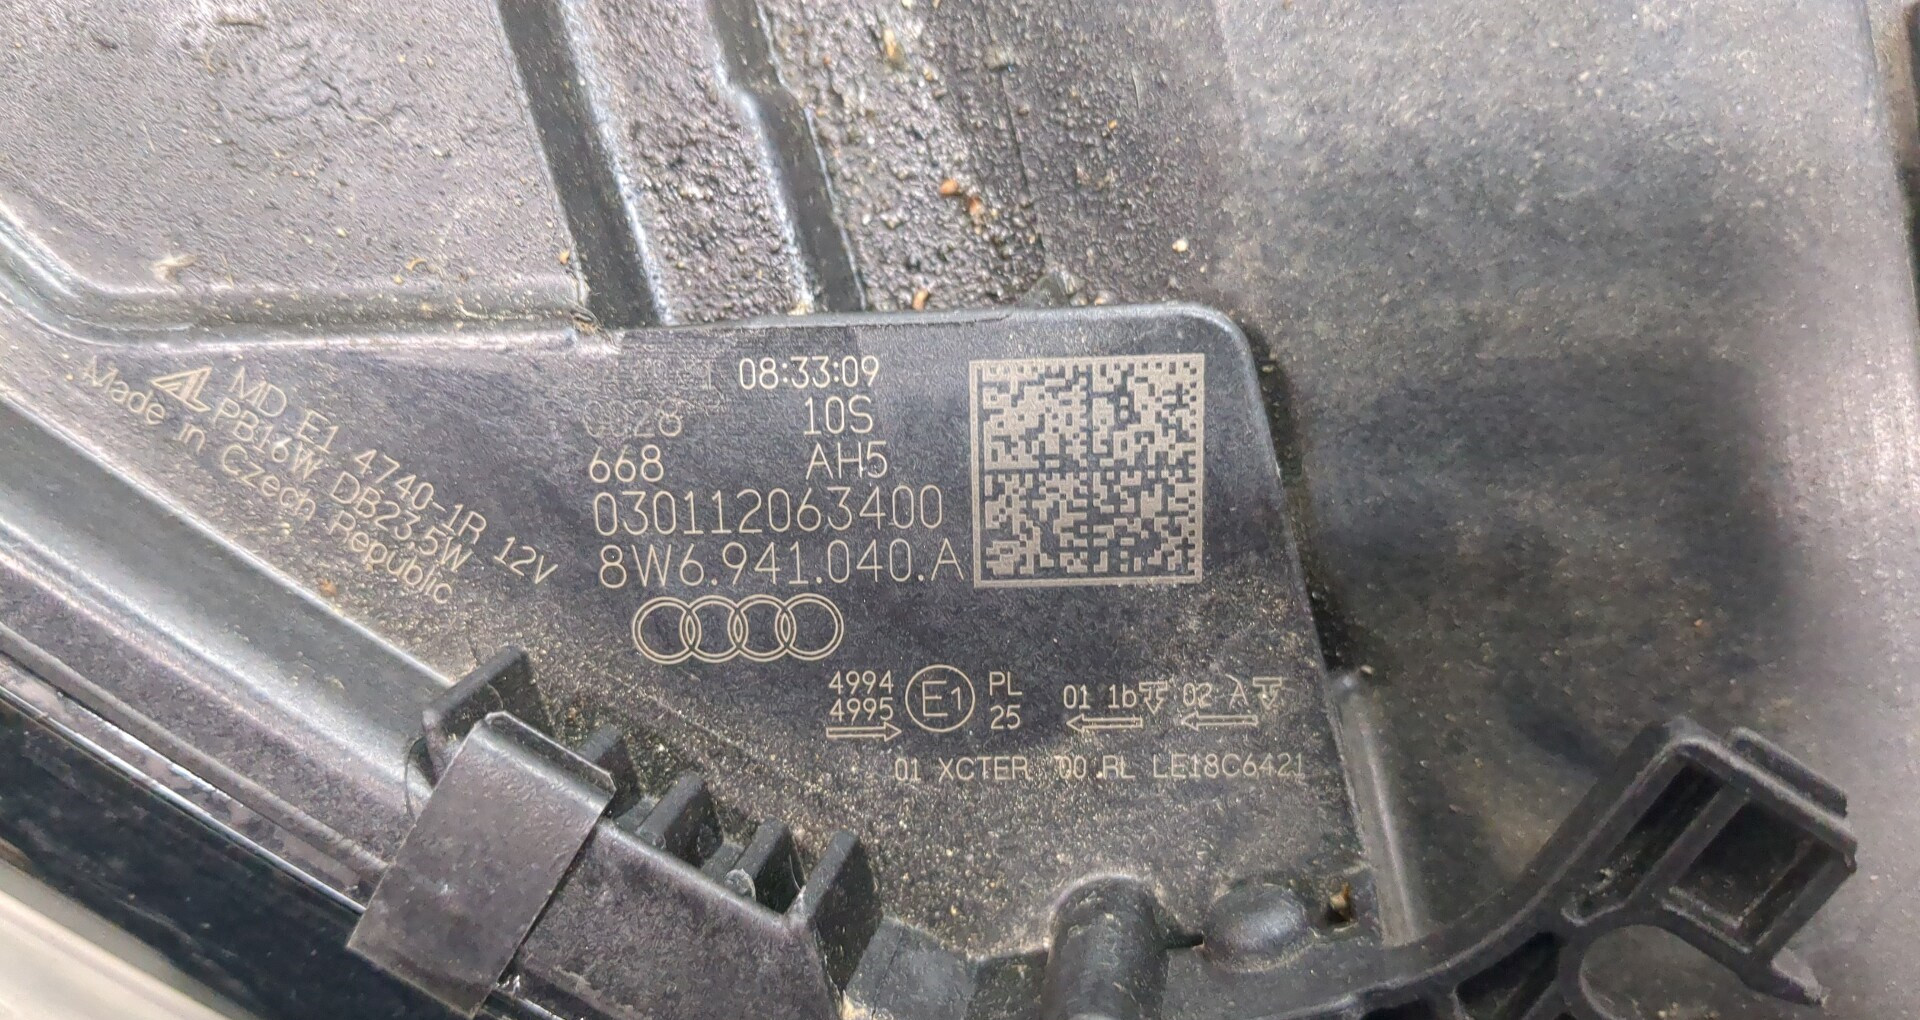 MD E1 4740-1R 12V
PB16W DB23,5W
Made in Czech Republic
08:33:09
10S
668 AH5
030112063400
8W6.941.040.A
4994 E1 PL 01 1b 02 A
4995 25
01 XCTER 00 RL LE18C6421